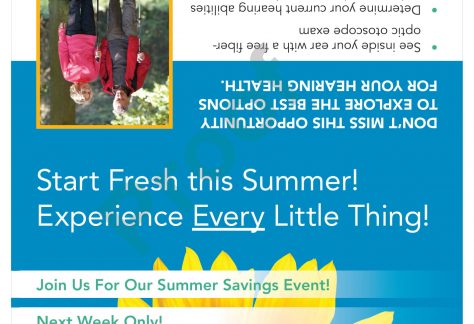 Determine your current hearing abilities
optic otoscope exam
See inside your ear with a free fiber-
FOR YOUR HEARING HEALTH.
TO EXPLORE THE BEST OPTIONS
DON'T MISS THIS OPPORTUNITY
Start Fresh this Summer!
Experience Every Little Thing!
Join Us For Our Summer Savings Event!
Next Week Only!